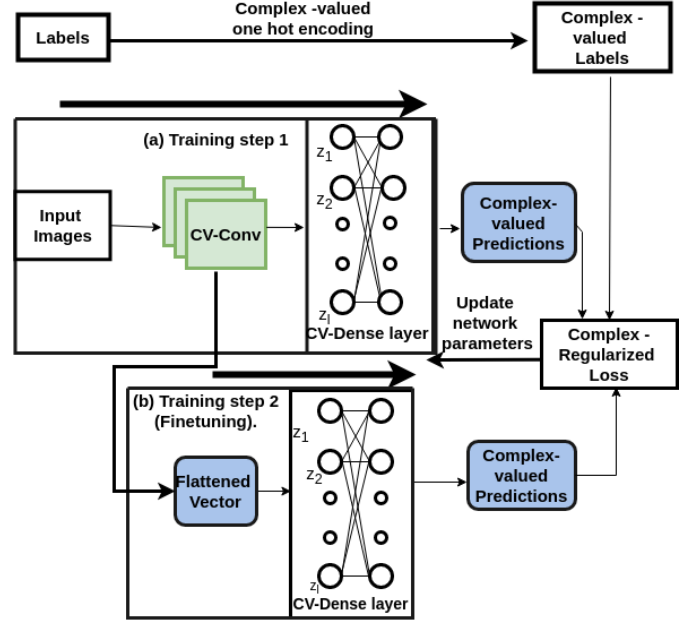 Labels
Complex -valued
one hot encoding
Complex -
valued
Labels
(a) Training step 1
Input
Images
CV-Conv
z1
z2
zl
CV-Dense layer
Complex-
valued
Predictions
Update
network
parameters
Complex -
Regularized
Loss
(b) Training step 2
(Finetuning).
Flattened
Vector
z1
z2
zl
CV-Dense layer
Complex-
valued
Predictions